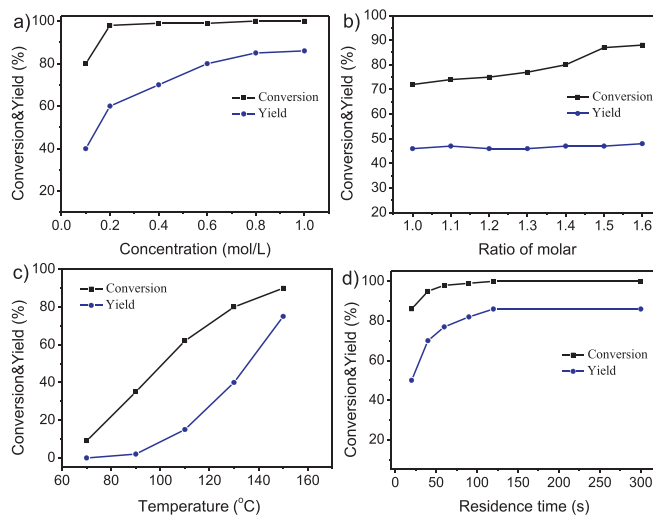 a)
100
80
60
40
20
Conversion&Yield (%)
Conversion
Yield
0.0
0.2
0.4
0.6
0.8
1.0
Concentration (mol/L)
b)
90
80
70
60
50
40
30
20
Conversion&Yield (%)
Conversion
Yield
1.0
1.1
1.2
1.3
1.4
1.5
1.6
Ratio of molar
c)
100
80
60
40
20
0
Conversion&Yield (%)
Conversion
Yield
60
80
100
120
140
160
Temperature (°C)
d)
100
80
60
40
20
Conversion&Yield (%)
Conversion
Yield
0
50
100
150
200
250
300
Residence time (s)